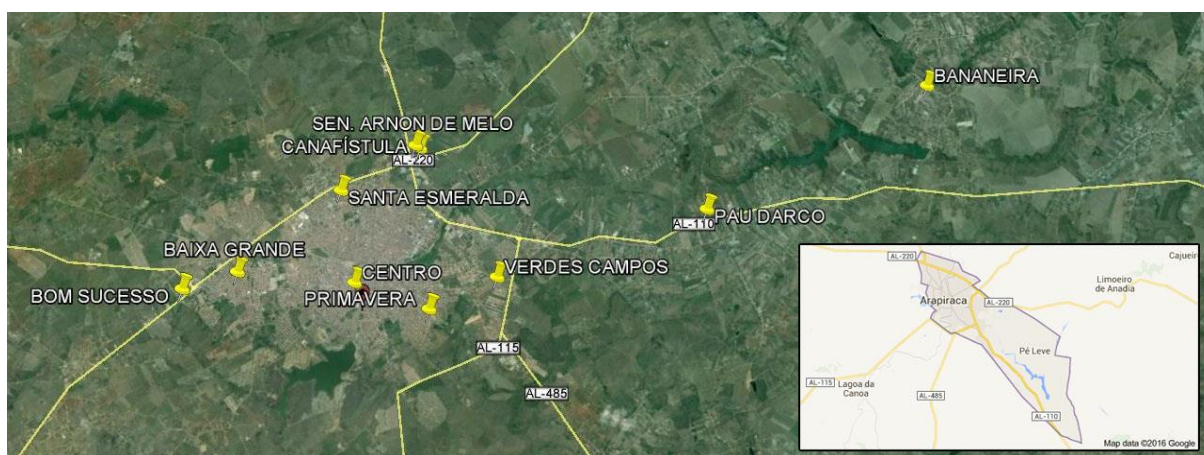 BANANEIRA
SEN. ARNON DE MELO
CANAFÍSTULA
AL-220
SANTA ESMERALDA
PAU DARCO
AL-110
BAIXA GRANDE
CENTRO
VERDES CAMPOS
BOM SUCESSO
PRIMAVERA
AL-115
AL-485
AL-220
Cajueir
Limoeiro
de Anadia
Arapiraca
AL-220
Pé Leve
AL-115
Lagoa da
Canoa
AL-485
AL-110
Map data ©2016 Google